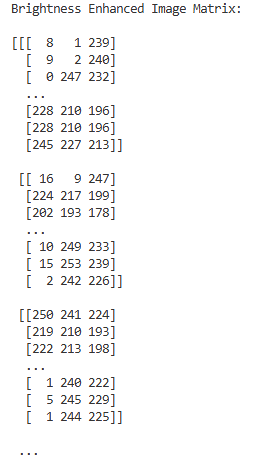 Brightness Enhanced Image Matrix:
[[[  8   1 239]
  [  9   2 240]
  [  0 247 232]
  ...
  [228 210 196]
  [228 210 196]
  [245 227 213]]
 [[ 16   9 247]
  [224 217 199]
  [202 193 178]
  ...
  [ 10 249 233]
  [ 15 253 239]
  [  2 242 226]]
 [[250 241 224]
  [219 210 193]
  [222 213 198]
  ...
  [  1 240 222]
  [  5 245 229]
  [  1 244 225]]
 ...